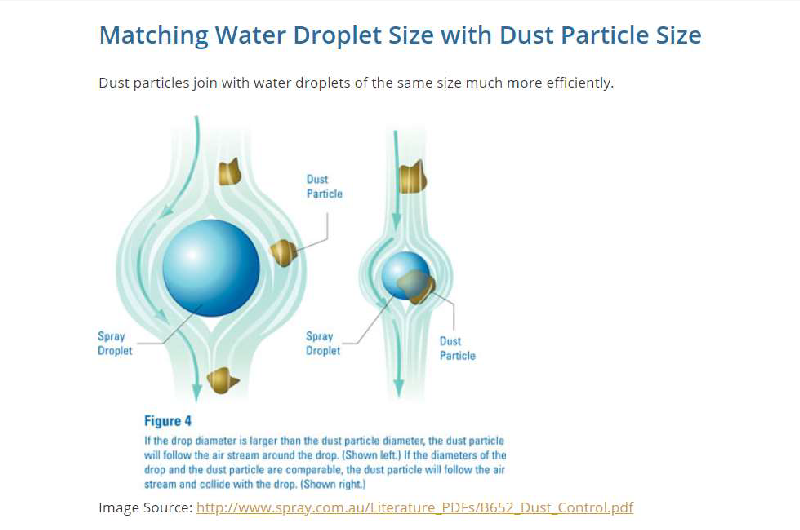 Matching Water Droplet Size with Dust Particle Size
Dust particles join with water droplets of the same size much more efficiently.
Dust
Particle
Spray
Droplet
Spray
Droplet
Dust
Particle
Figure 4
If the drop diameter is larger than the dust particle diameter, the dust particle
will follow the air stream around the drop. (Shown left.) If the diameters of the
drop and the dust particle are comparable, the dust particle will follow the air
stream and collide with the drop. (Shown right.)
Image Source: http://www.spray.com.au/Literature_PDFs/B652_Dust_Control.pdf